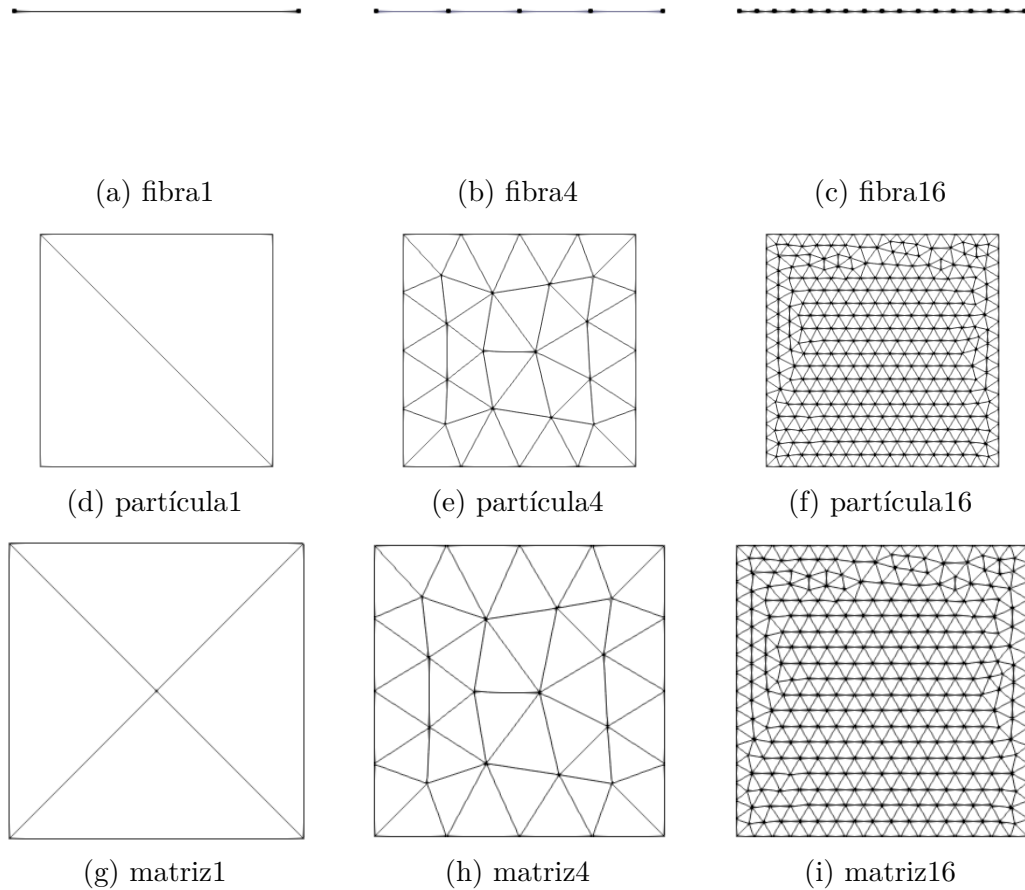 (a) fibra1 (b) fibra4 (c) fibra16
(d) partícula1 (e) partícula4 (f) partícula16
(g) matriz1 (h) matriz4 (i) matriz16